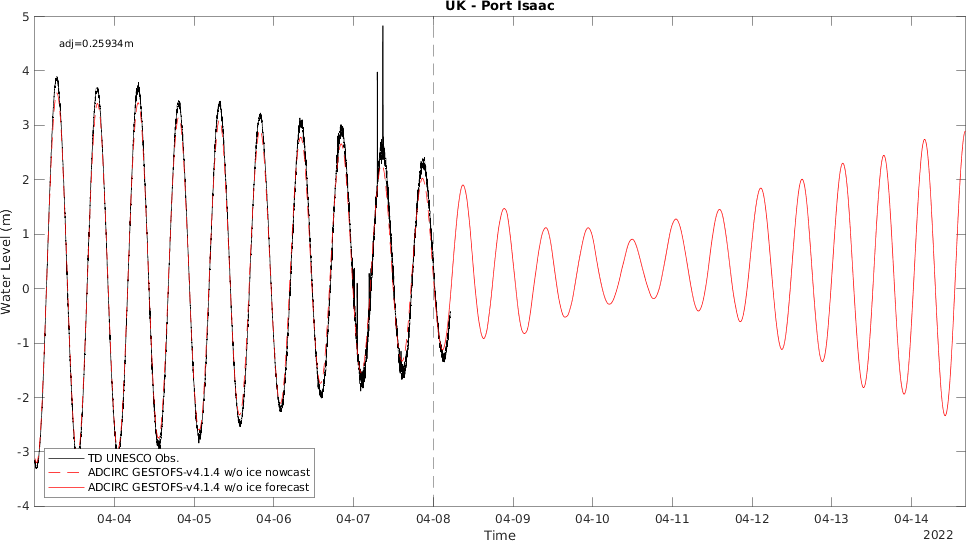 UK - Port Isaac
adj=0.25934m
5
4
3
2
1
0
-1
-2
-3
-4
Water Level (m)
TD UNESCO Obs.
ADCIRC GESTOFS-v4.1.4 w/o ice nowcast
ADCIRC GESTOFS-v4.1.4 w/o ice forecast
04-04 04-05 04-06 04-07 04-08 04-09 04-10 04-11 04-12 04-13 04-14
Time
2022